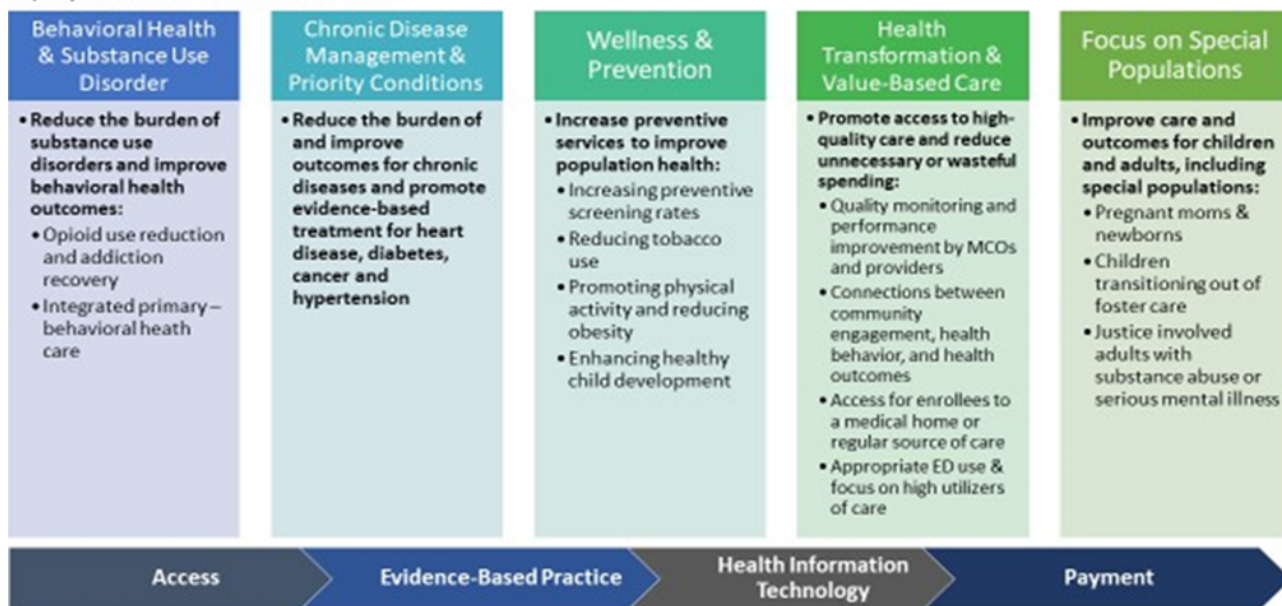 Behavioral Health
& Substance Use
Disorder
• Reduce the burden of
substance use
disorders and improve
behavioral health
outcomes:
• Opioid use reduction
and addiction
recovery
• Integrated primary –
behavioral heath
care
Chronic Disease
Management &
Priority Conditions
• Reduce the burden of
and improve
outcomes for chronic
diseases and promote
evidence-based
treatment for heart
disease, diabetes,
cancer and
hypertension
Wellness &
Prevention
• Increase preventive
services to improve
population health:
• Increasing preventive
screening rates
• Reducing tobacco
use
• Promoting physical
activity and reducing
obesity
• Enhancing healthy
child development
Health
Transformation &
Value-Based Care
• Promote access to high-
quality care and reduce
unnecessary or wasteful
spending:
• Quality monitoring and
performance
improvement by MCOs
and providers
• Connections between
community
engagement, health
behavior, and health
outcomes
• Access for enrollees to
a medical home or
regular source of care
• Appropriate ED use &
focus on high utilizers
of care
Focus on Special
Populations
• Improve care and
outcomes for children
and adults, including
special populations:
• Pregnant moms &
newborns
• Children
transitioning out of
foster care
• Justice involved
adults with
substance abuse or
serious mental illness
Access
Evidence-Based Practice
Health Information
Technology
Payment